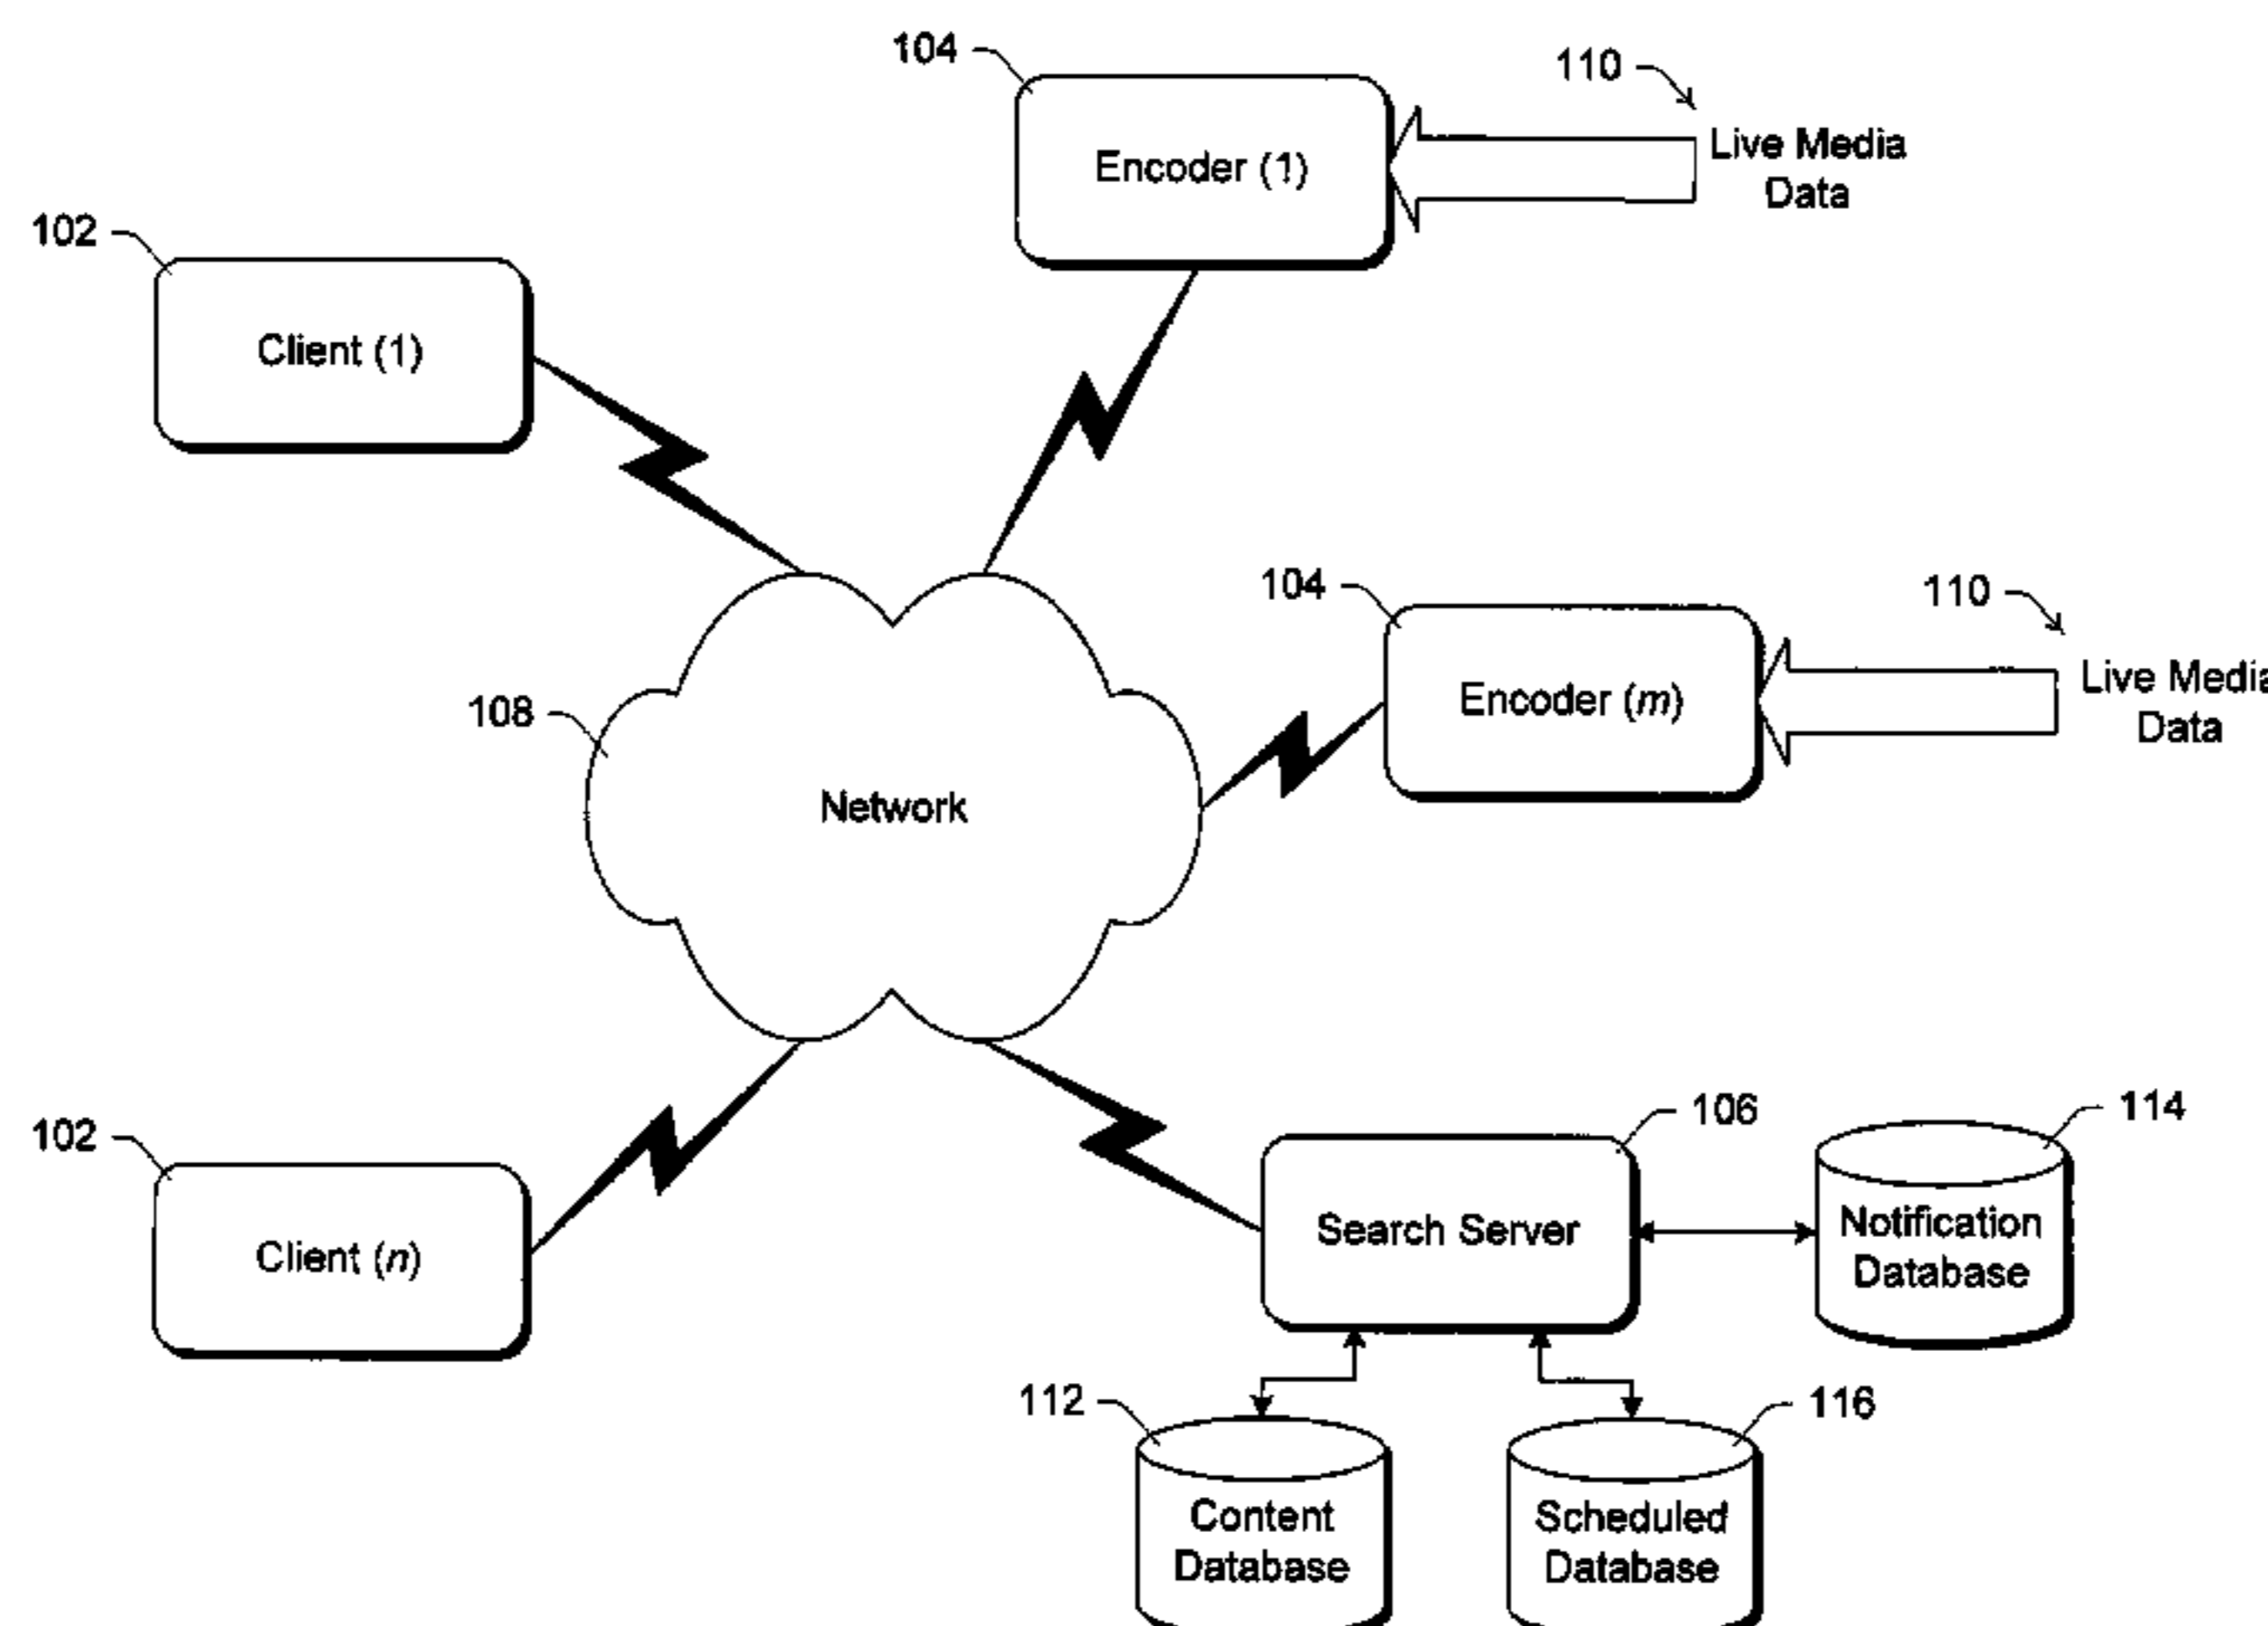 104
110
Encoder (1)
Live Media
Data
102
Client (1)
104
110
Encoder (m)
Live Media
Data
108
Network
102
Client (n)
106
114
Search Server
Notification
Database
112
116
Content
Database
Scheduled
Database